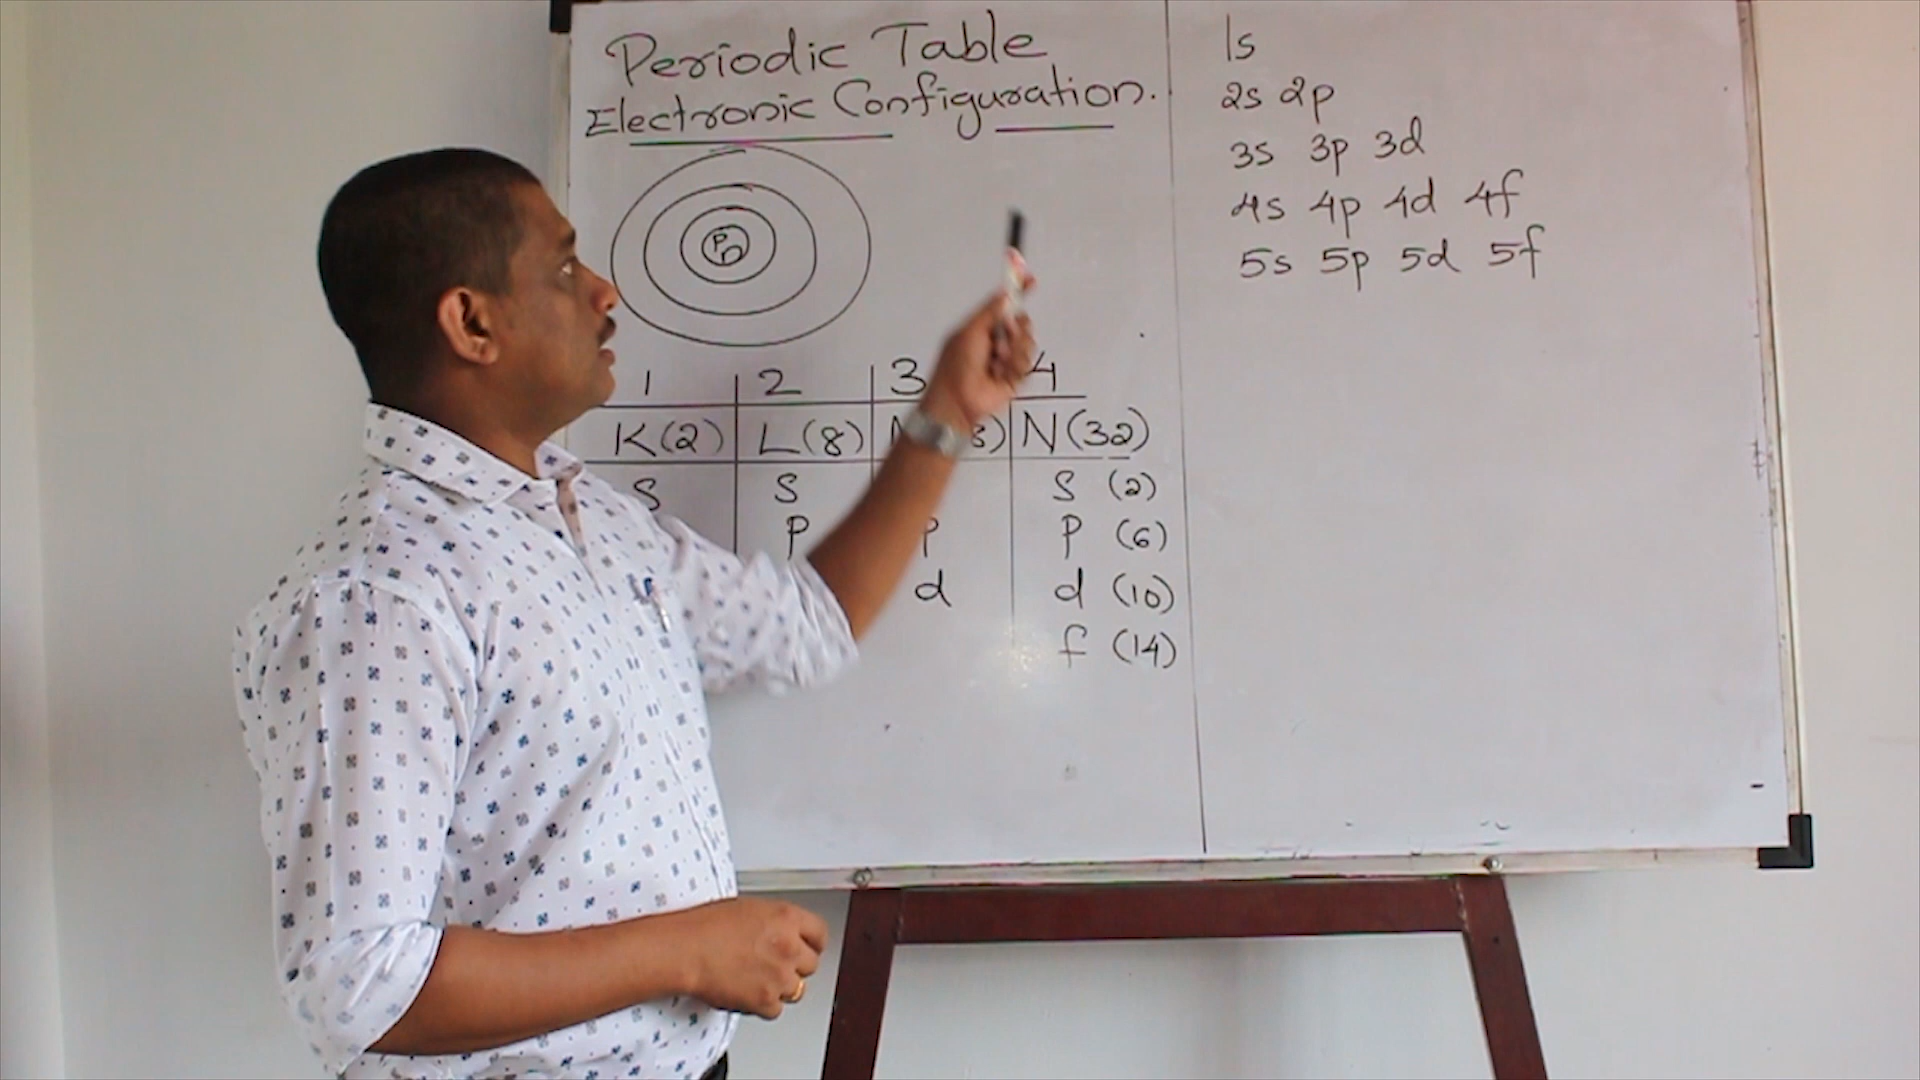 Periodic Table
Electronic Configuration.
P
n
1 2 3 4
K(2) L(8) N(32)
S S S (2)
P P P (6)
d d (10)
f (14)
1s
2s 2p
3s 3p 3d
4s 4p 4d 4f
5s 5p 5d 5f